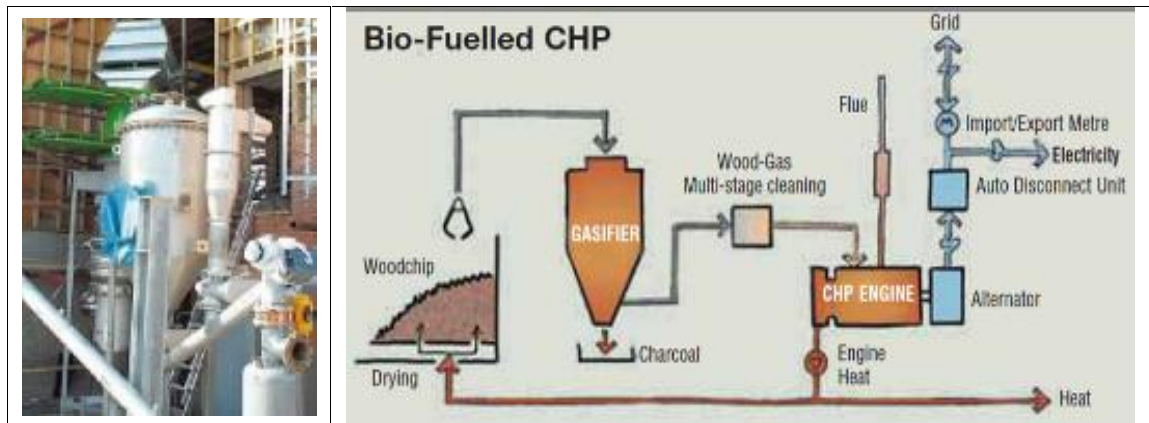 Bio-Fuelled CHP
Grid
Flue
Import/Export Metre
Wood-Gas
Multi-stage cleaning
Electricity
Auto Disconnect Unit
GASIFIER
Woodchip
CHP ENGINE
Alternator
Charcoal
Engine
Heat
Drying
Heat